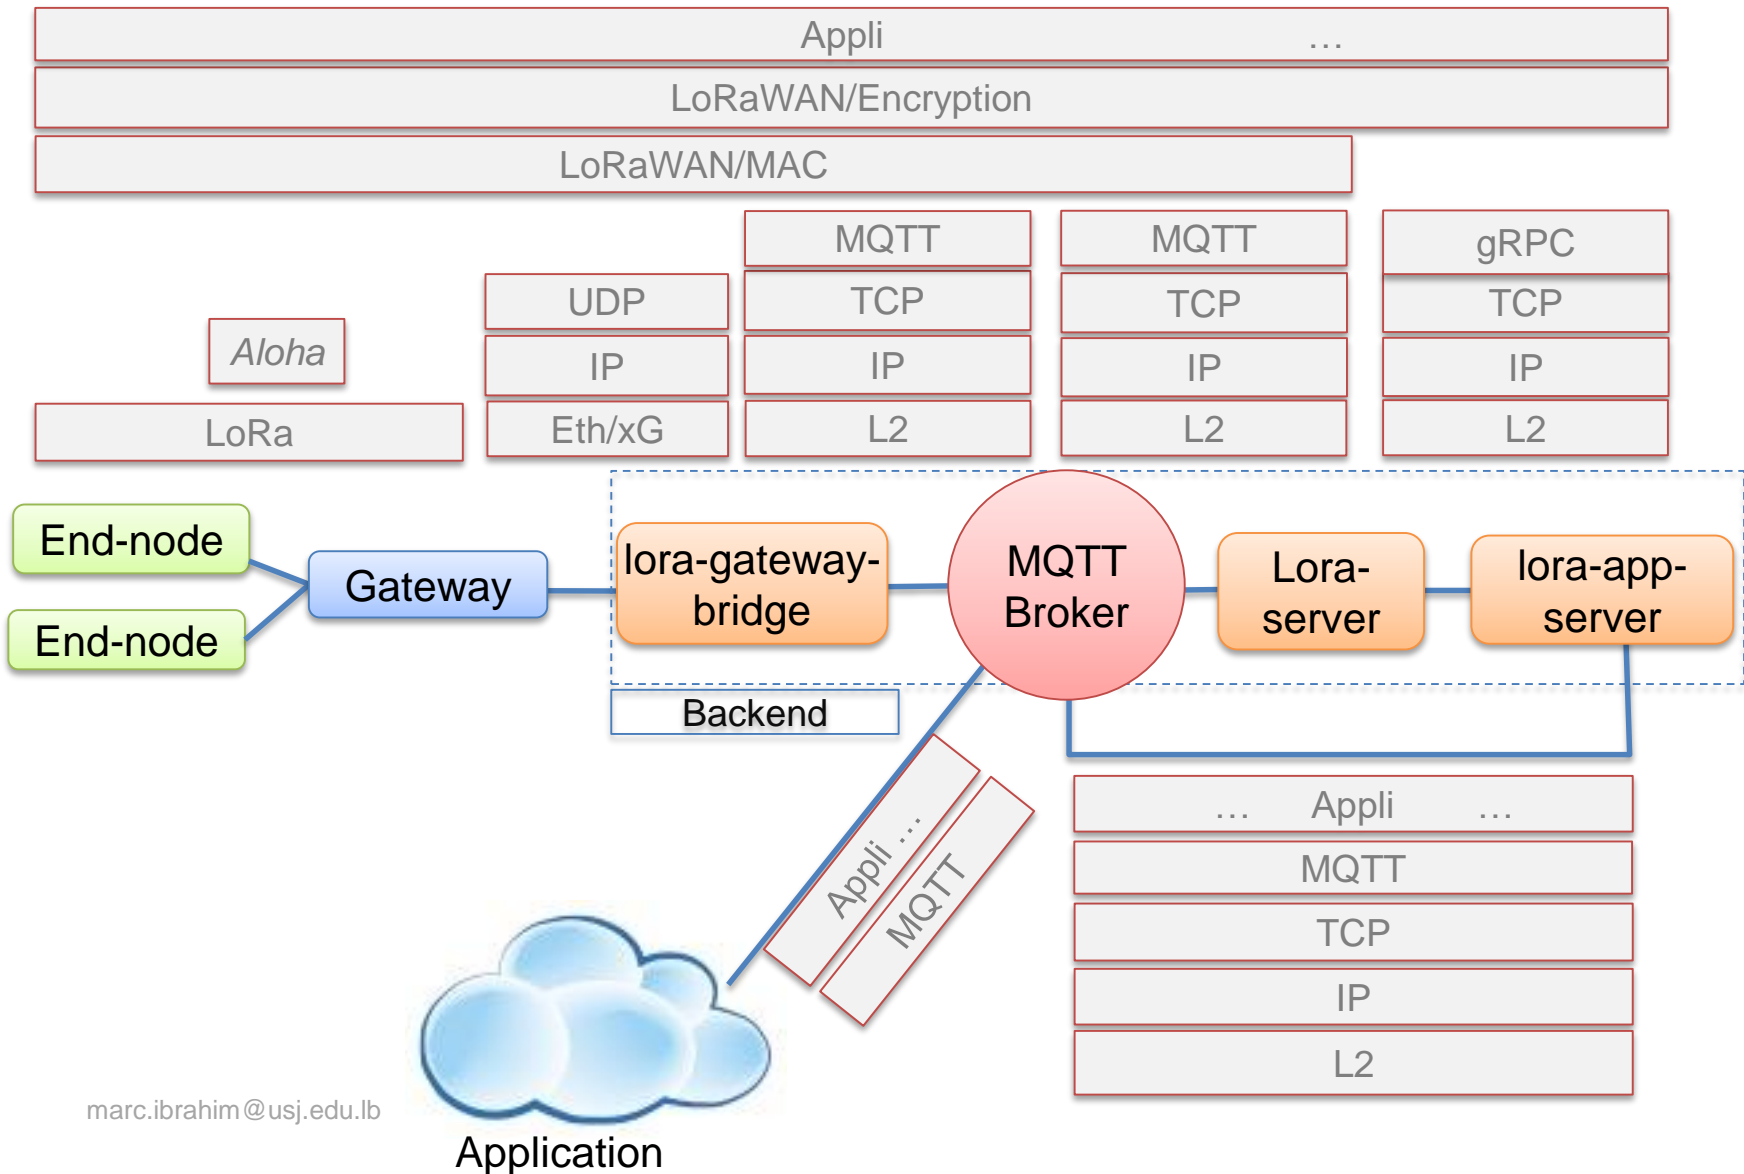 Appli …
LoRaWAN/Encryption
LoRaWAN/MAC
MQTT MQTT gRPC
UDP TCP TCP TCP
Aloha IP IP IP IP
LoRa Eth/xG L2 L2 L2
End-node
End-node
Gateway
lora-gateway-
bridge
MQTT
Broker
Lora-
server
lora-app-
server
Backend
Appli …
MQTT
… Appli …
MQTT
TCP
IP
L2
marc.ibrahim@usj.edu.lb
Application